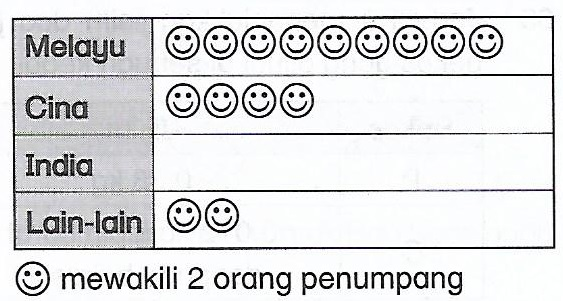 Melayu
Cina
India
Lain-lain
mewakili 2 orang penumpang